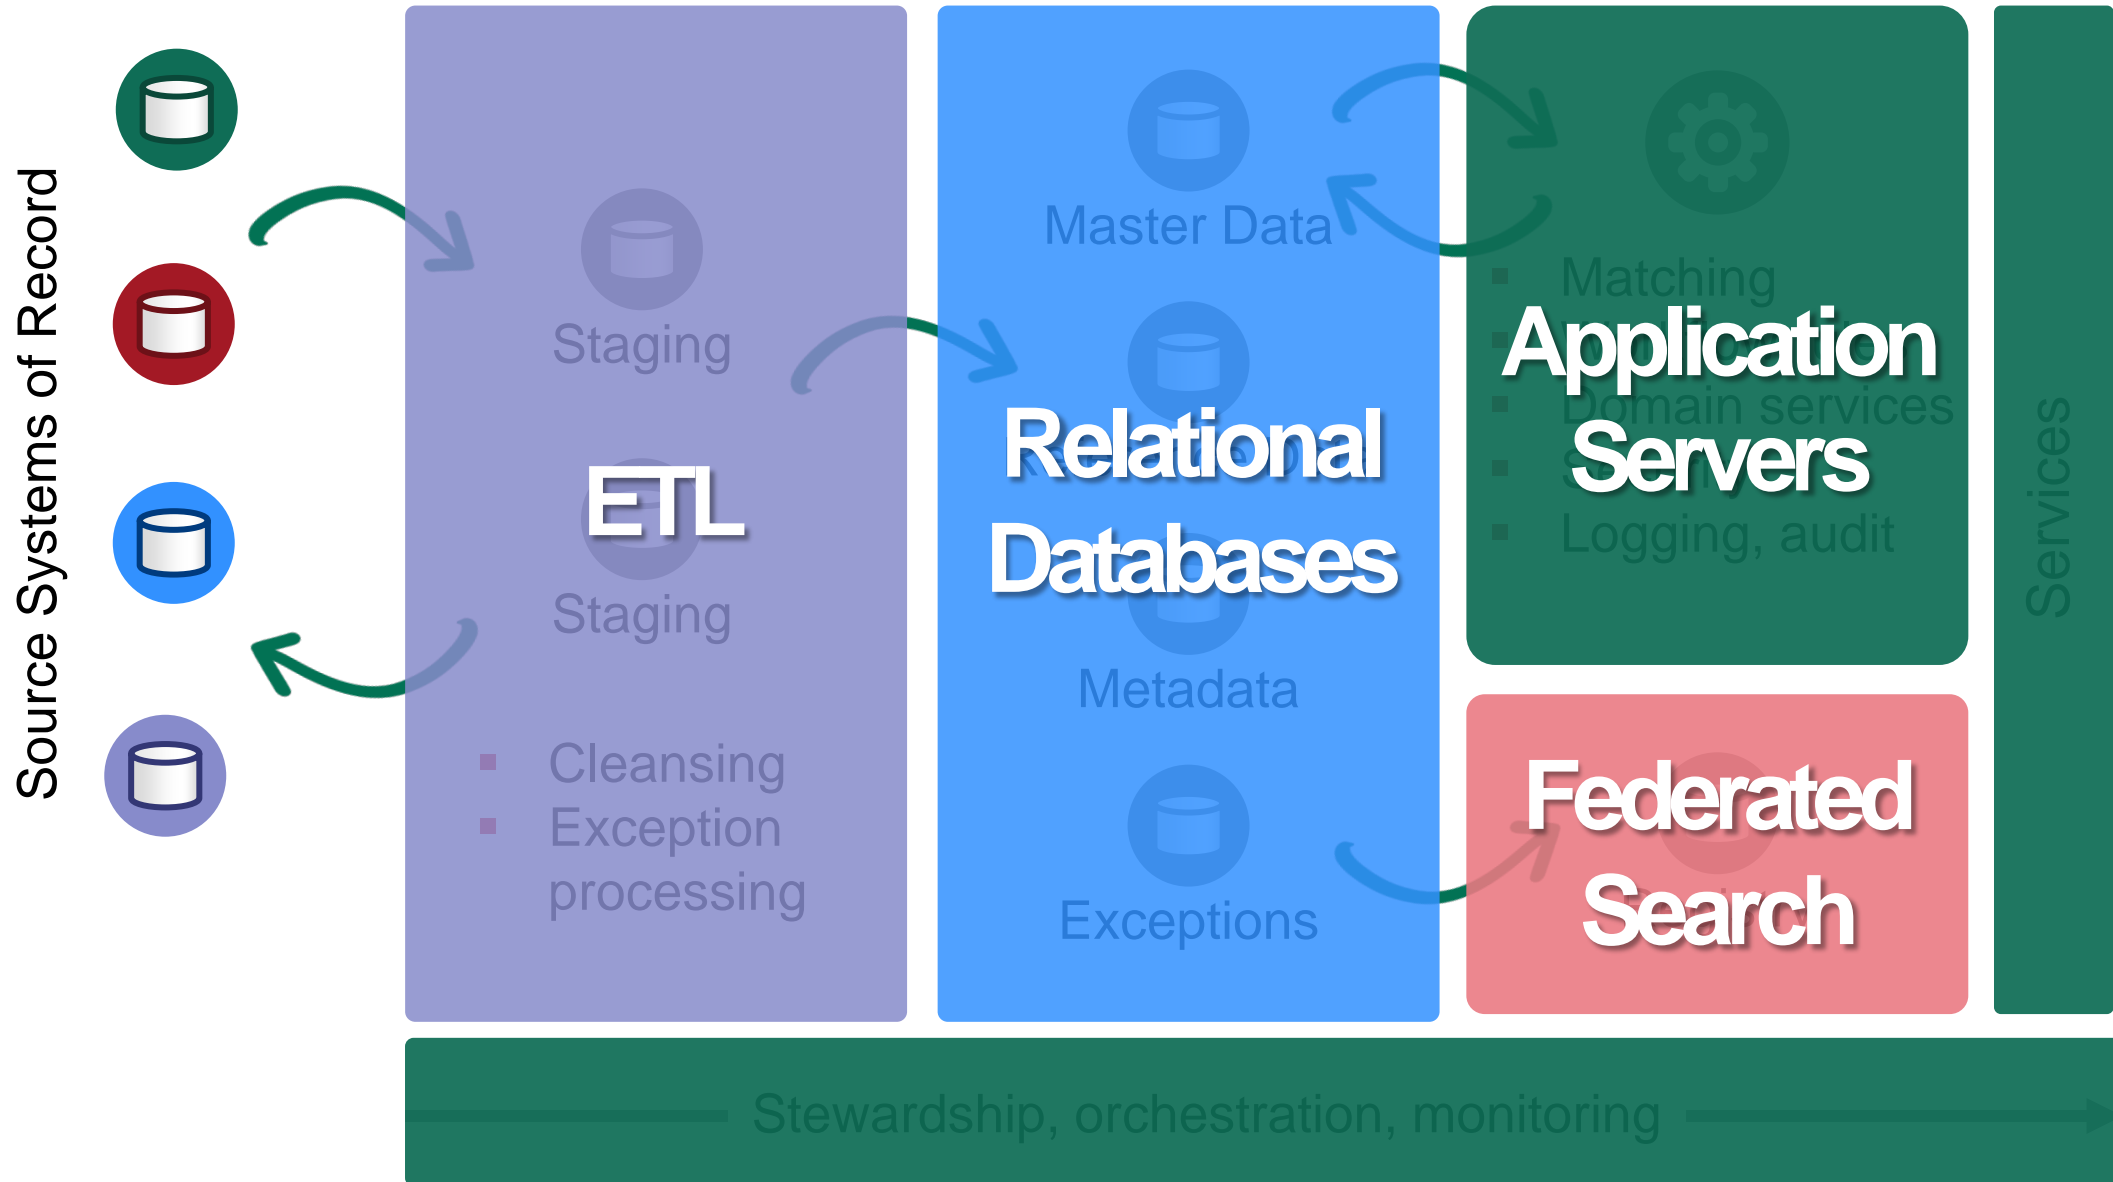 Source Systems of Record
Staging
Staging
▪ Cleansing
▪ Exception
processing
ETL
Master Data
Metadata
Exceptions
Relational
Databases
▪ Matching
▪ Domain services
▪ Logging, audit
Application
Servers
Federated
Search
Services
Stewardship, orchestration, monitoring